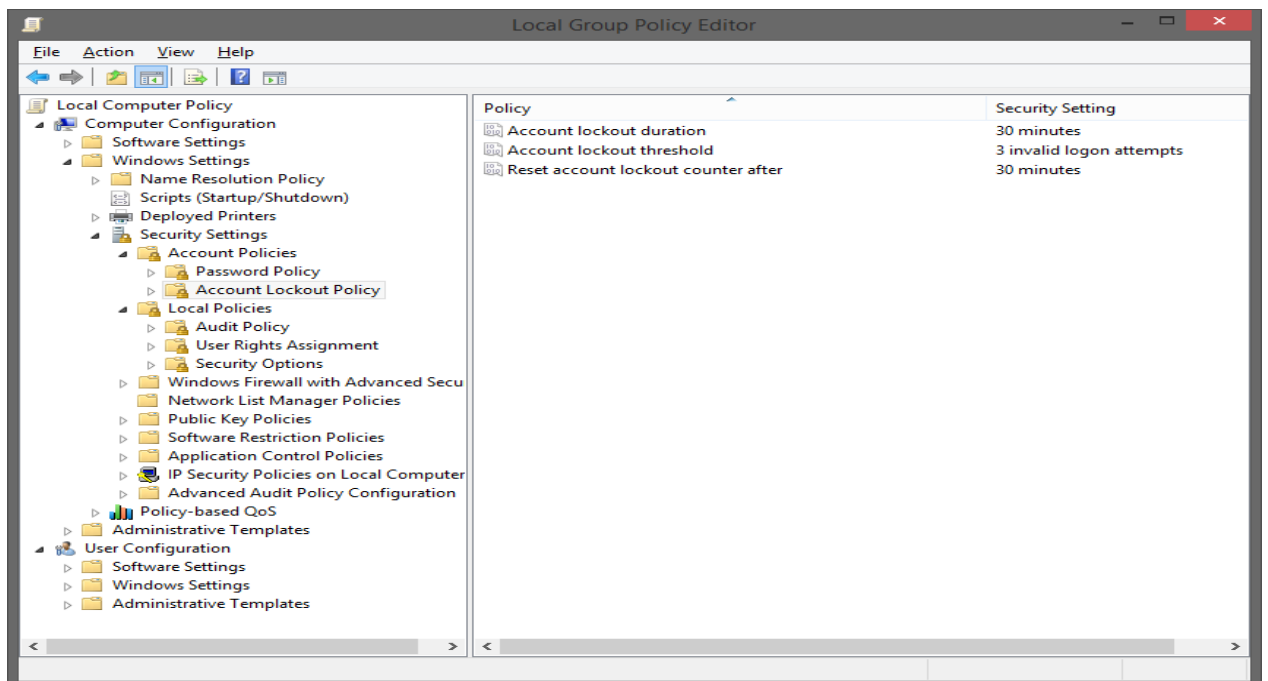 Local Group Policy Editor
File Action View Help
Local Computer Policy
Computer Configuration
Software Settings
Windows Settings
Name Resolution Policy
Scripts (Startup/Shutdown)
Deployed Printers
Security Settings
Account Policies
Password Policy
Account Lockout Policy
Local Policies
Audit Policy
User Rights Assignment
Security Options
Windows Firewall with Advanced Secu
Network List Manager Policies
Public Key Policies
Software Restriction Policies
Application Control Policies
IP Security Policies on Local Computer
Advanced Audit Policy Configuration
Policy-based QoS
Administrative Templates
User Configuration
Software Settings
Windows Settings
Administrative Templates
Policy Security Setting
Account lockout duration 30 minutes
Account lockout threshold 3 invalid logon attempts
Reset account lockout counter after 30 minutes